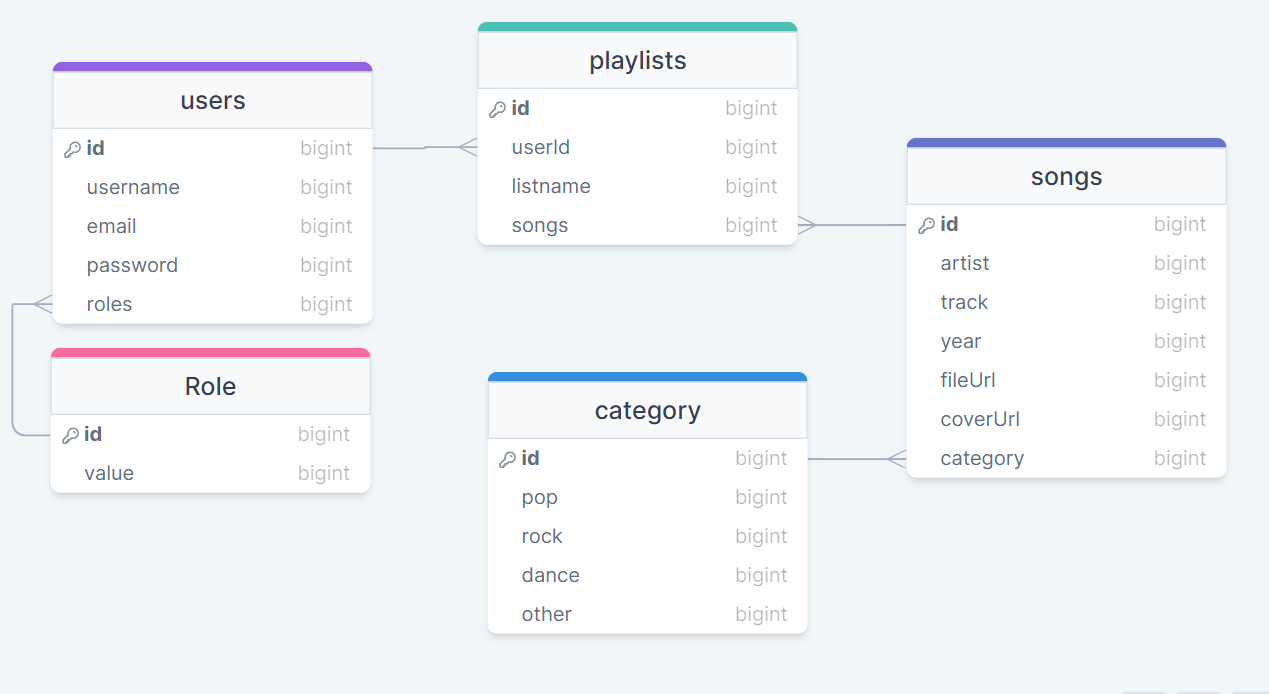 users
id bigint
username bigint
email bigint
password bigint
roles bigint
Role
id bigint
value bigint
playlists
id bigint
userId bigint
listname bigint
songs bigint
category
id bigint
pop bigint
rock bigint
dance bigint
other bigint
songs
id bigint
artist bigint
track bigint
year bigint
fileUrl bigint
coverUrl bigint
category bigint